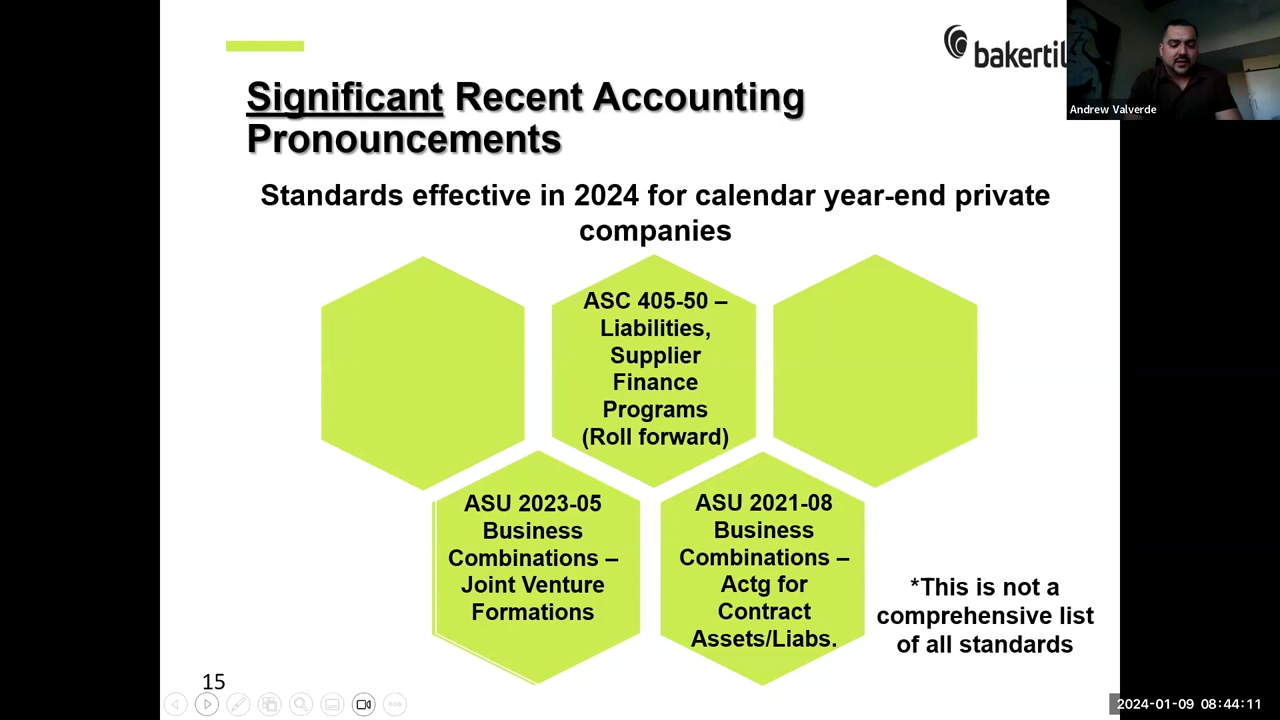 bakertil
Andrew Valverde
Significant Recent Accounting
Pronouncements
Standards effective in 2024 for calendar year-end private
companies
ASC 405-50 –
Liabilities,
Supplier
Finance
Programs
(Roll forward)
ASU 2023-05
Business
Combinations –
Joint Venture
Formations
ASU 2021-08
Business
Combinations –
Actg for
Contract
Assets/Liabs.
*This is not a
comprehensive list
of all standards
15
2024-01-09 08:44:11